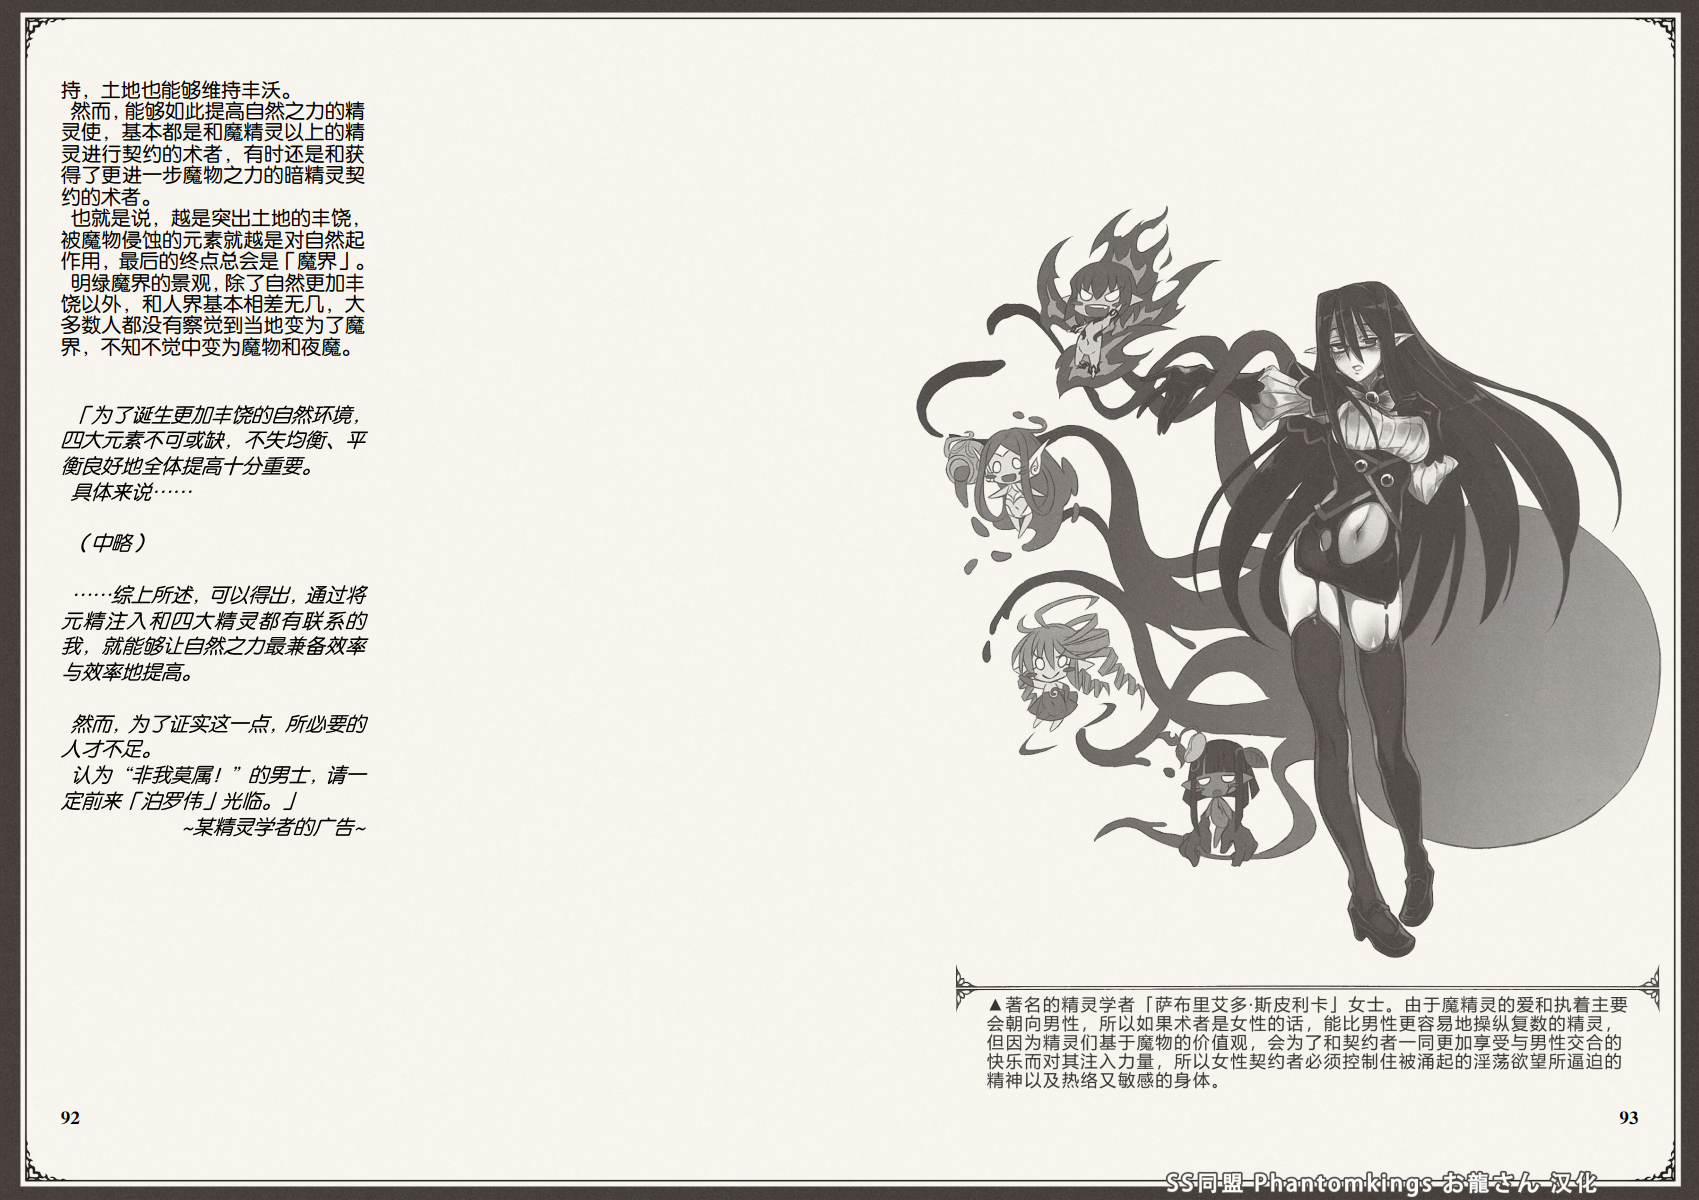 持，土地也能够维持丰沃。
然而，能够如此提高自然之力的精
灵使，基本都是和魔精灵以上的精
灵进行契约的术者，有时还是和获
得了更进一步魔物之力的暗精灵契
约的术者。
也就是说，越是突出土地的丰饶，
被魔物侵蚀的元素就越是对自然起
作用，最后的终点总会是「魔界」。
明绿魔界的景观，除了自然更加丰
饶以外，和人界基本相差无几，大
多数人都没有察觉到当地变为了魔
界，不知不觉中变为魔物和夜魔。
「为了诞生更加丰饶的自然环境，
四大元素不可或缺，不失均衡、平
衡良好地全体提高十分重要。
具体来说……
（中略）
……综上所述，可以得出，通过将
元精注入和四大精灵都有联系的
我，就能够让自然之力最兼备效率
与效率地提高。
然而，为了证实这一点，所必要的
人才不足。
认为“非我莫属！”的男士，请一
定前来「泊罗伟」光临。」
~某精灵学者的广告~
▲著名的精灵学者「萨布里艾多·斯皮利卡」女士。由于魔精灵的爱和执着主要
会朝向男性，所以如果术者是女性的话，能比男性更容易地操纵复数的精灵，
但因为精灵们基于魔物的价值观，会为了和契约者一同更加享受与男性交合的
快乐而对其注入力量，所以女性契约者必须控制住被涌起的淫荡欲望所逼迫的
精神以及热络又敏感的身体。
92
93
SS同盟 Phantomkings お龍さん 汉化